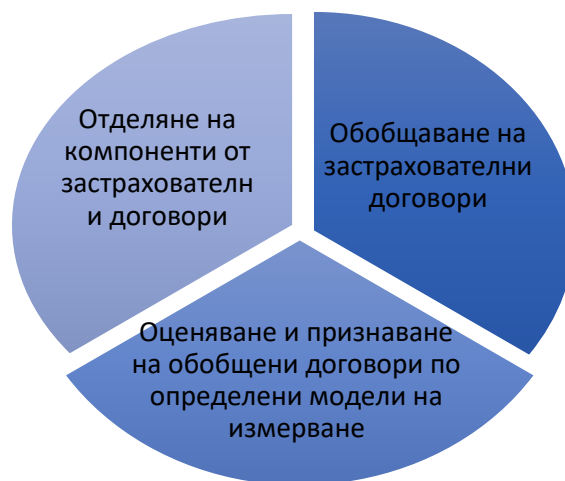 Отделяне на
компоненти от
застрахователн
и договори
Обобщаване на
застрахователни
договори
Оценяване и признаване
на обобщени договори по
определени модели на
измерване